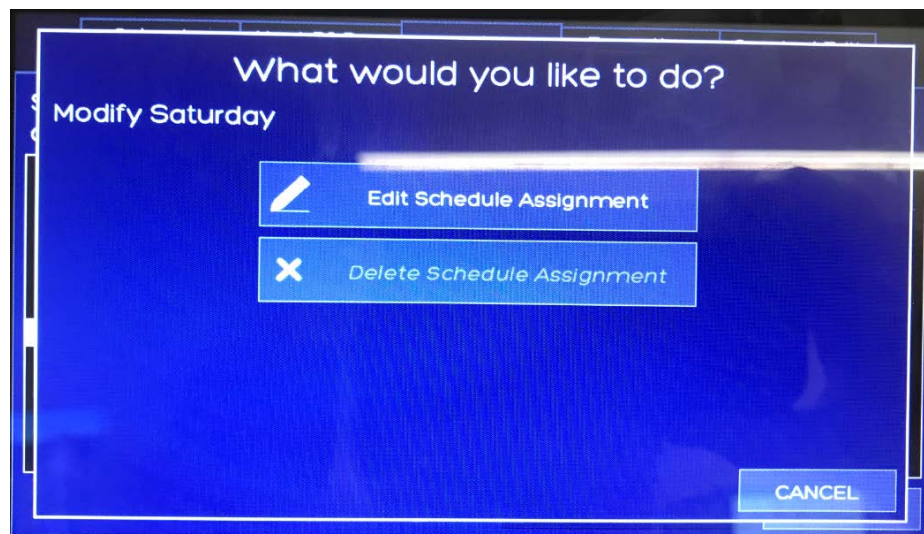 What would you like to do?
Modify Saturday
Edit Schedule Assignment
Delete Schedule Assignment
CANCEL